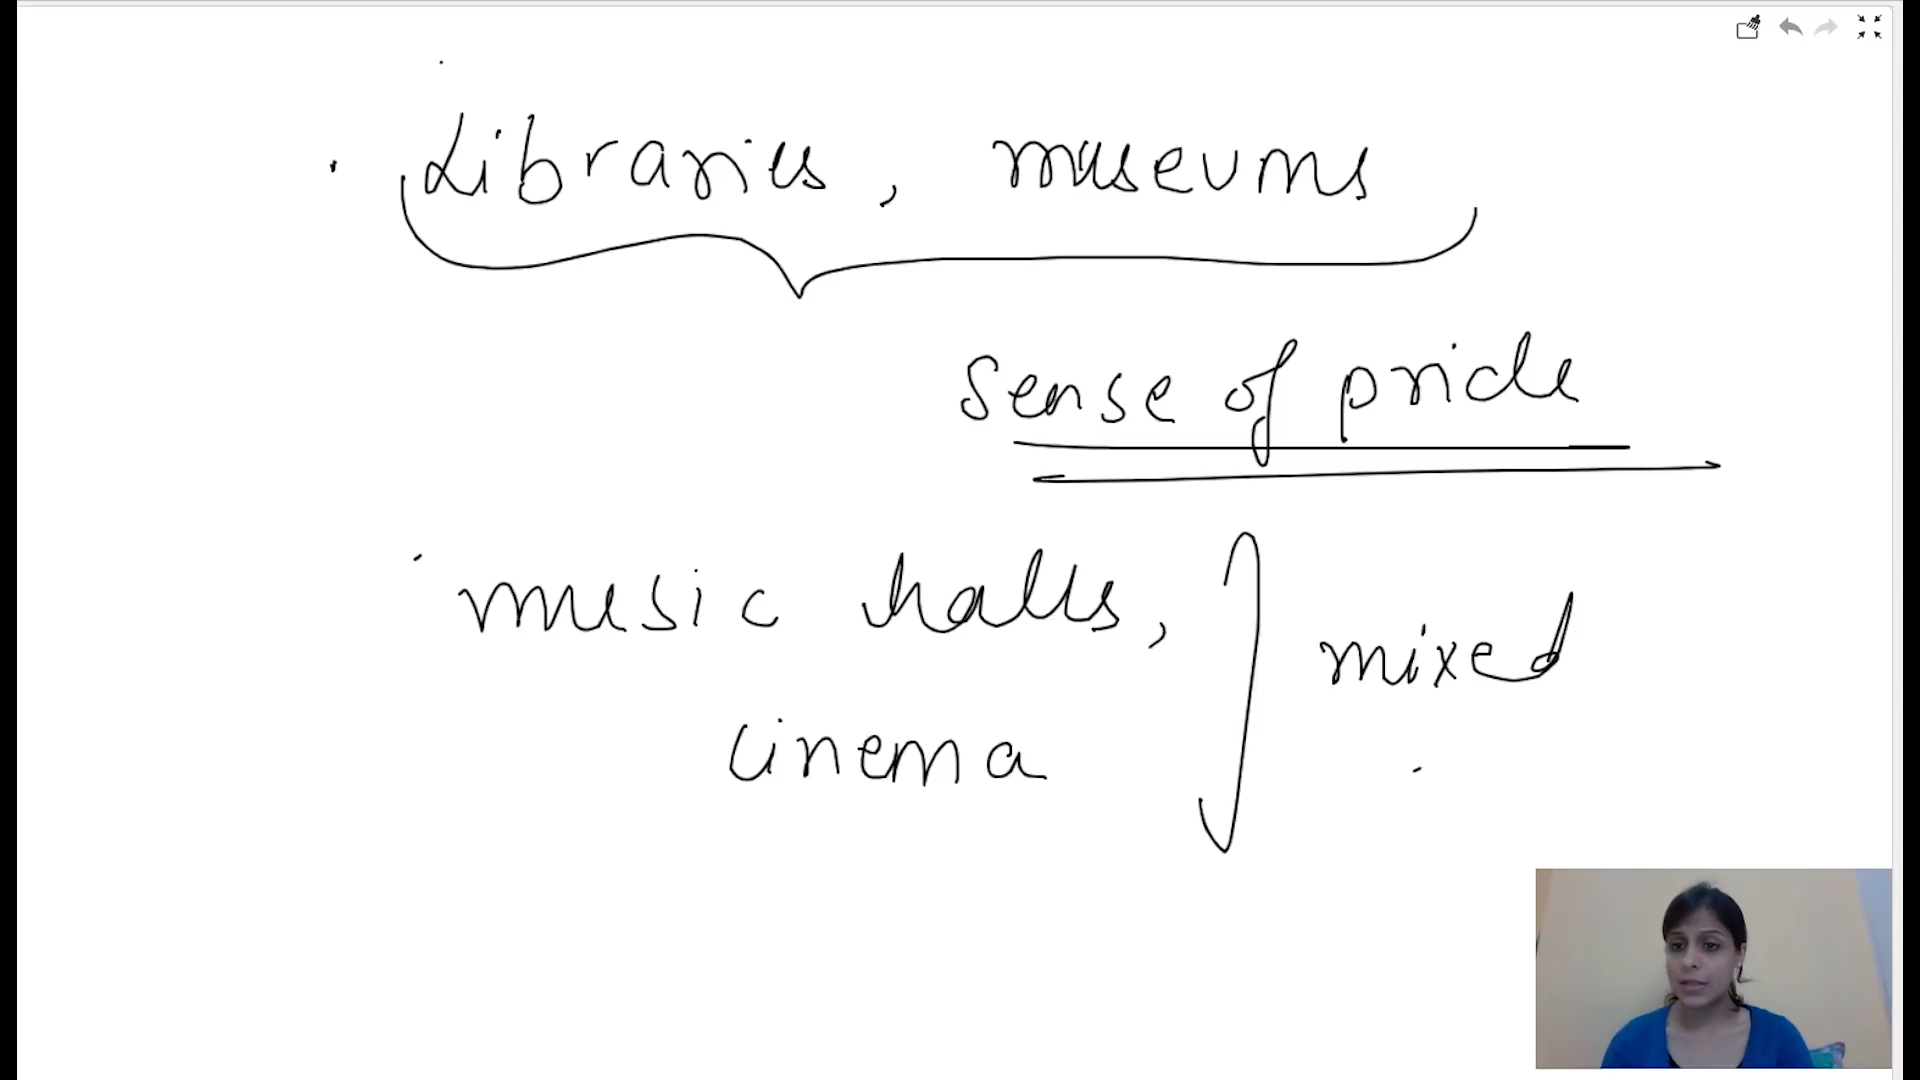 Libraries, museums
sense of pride
music halls,
cinema
mixed